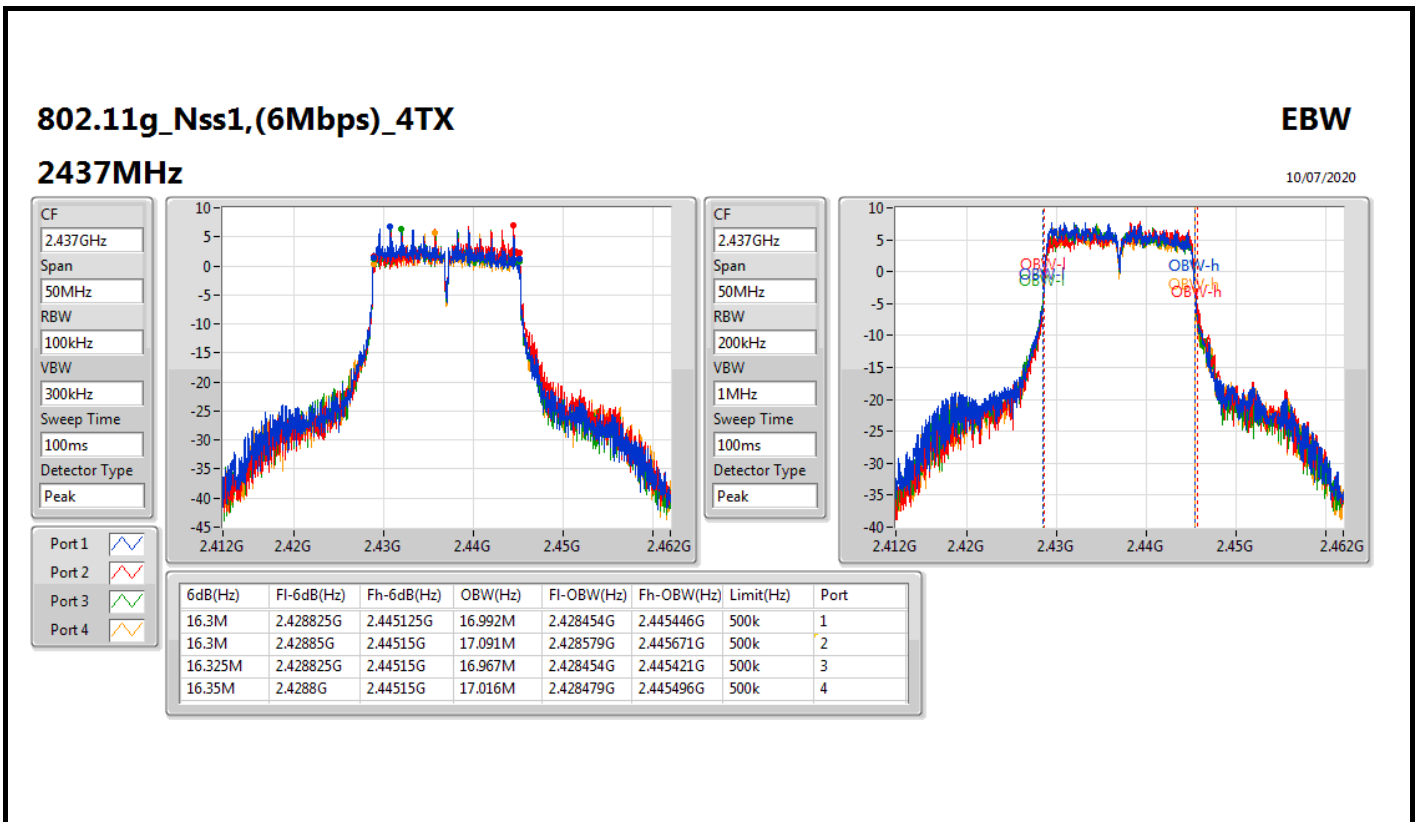 802.11g_Nss1,(6Mbps)_4TX
EBW
2437MHz
10/07/2020
CF
2.437GHz
Span
50MHz
RBW
100kHz
VBW
300kHz
Sweep Time
100ms
Detector Type
Peak
10
5
0
-5
-10
-15
-20
-25
-30
-35
-40
-45
2.412G 2.42G 2.43G 2.44G 2.45G 2.462G
CF
2.437GHz
Span
50MHz
RBW
200kHz
VBW
1MHz
Sweep Time
100ms
Detector Type
Peak
10
5
0
-5
-10
-15
-20
-25
-30
-35
-40
OBW-l
OBW-l
OBW-l
OBW-h
OBW-h
OBW-h
2.412G 2.42G 2.43G 2.44G 2.45G 2.462G
Port 1
Port 2
Port 3
Port 4
6dB(Hz) Fl-6dB(Hz) Fh-6dB(Hz) OBW(Hz) Fl-OBW(Hz) Fh-OBW(Hz) Limit(Hz) Port
16.3M 2.428825G 2.445125G 16.992M 2.428454G 2.445446G 500k 1
16.3M 2.42885G 2.44515G 17.091M 2.428579G 2.445671G 500k 2
16.325M 2.428825G 2.44515G 16.967M 2.428454G 2.445421G 500k 3
16.35M 2.4288G 2.44515G 17.016M 2.428479G 2.445496G 500k 4